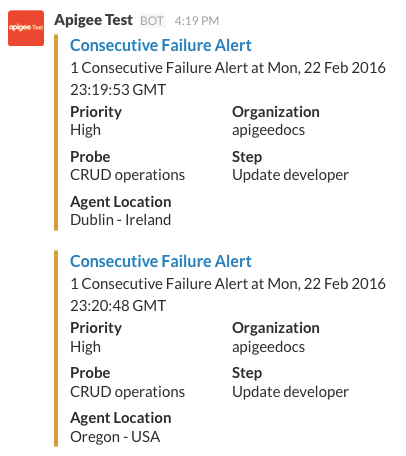 apigee Test
Apigee Test BOT 4:19 PM
Consecutive Failure Alert
1 Consecutive Failure Alert at Mon, 22 Feb 2016
23:19:53 GMT
Priority Organization
High apigeedocs
Probe Step
CRUD operations Update developer
Agent Location
Dublin - Ireland
Consecutive Failure Alert
1 Consecutive Failure Alert at Mon, 22 Feb 2016
23:20:48 GMT
Priority Organization
High apigeedocs
Probe Step
CRUD operations Update developer
Agent Location
Oregon - USA